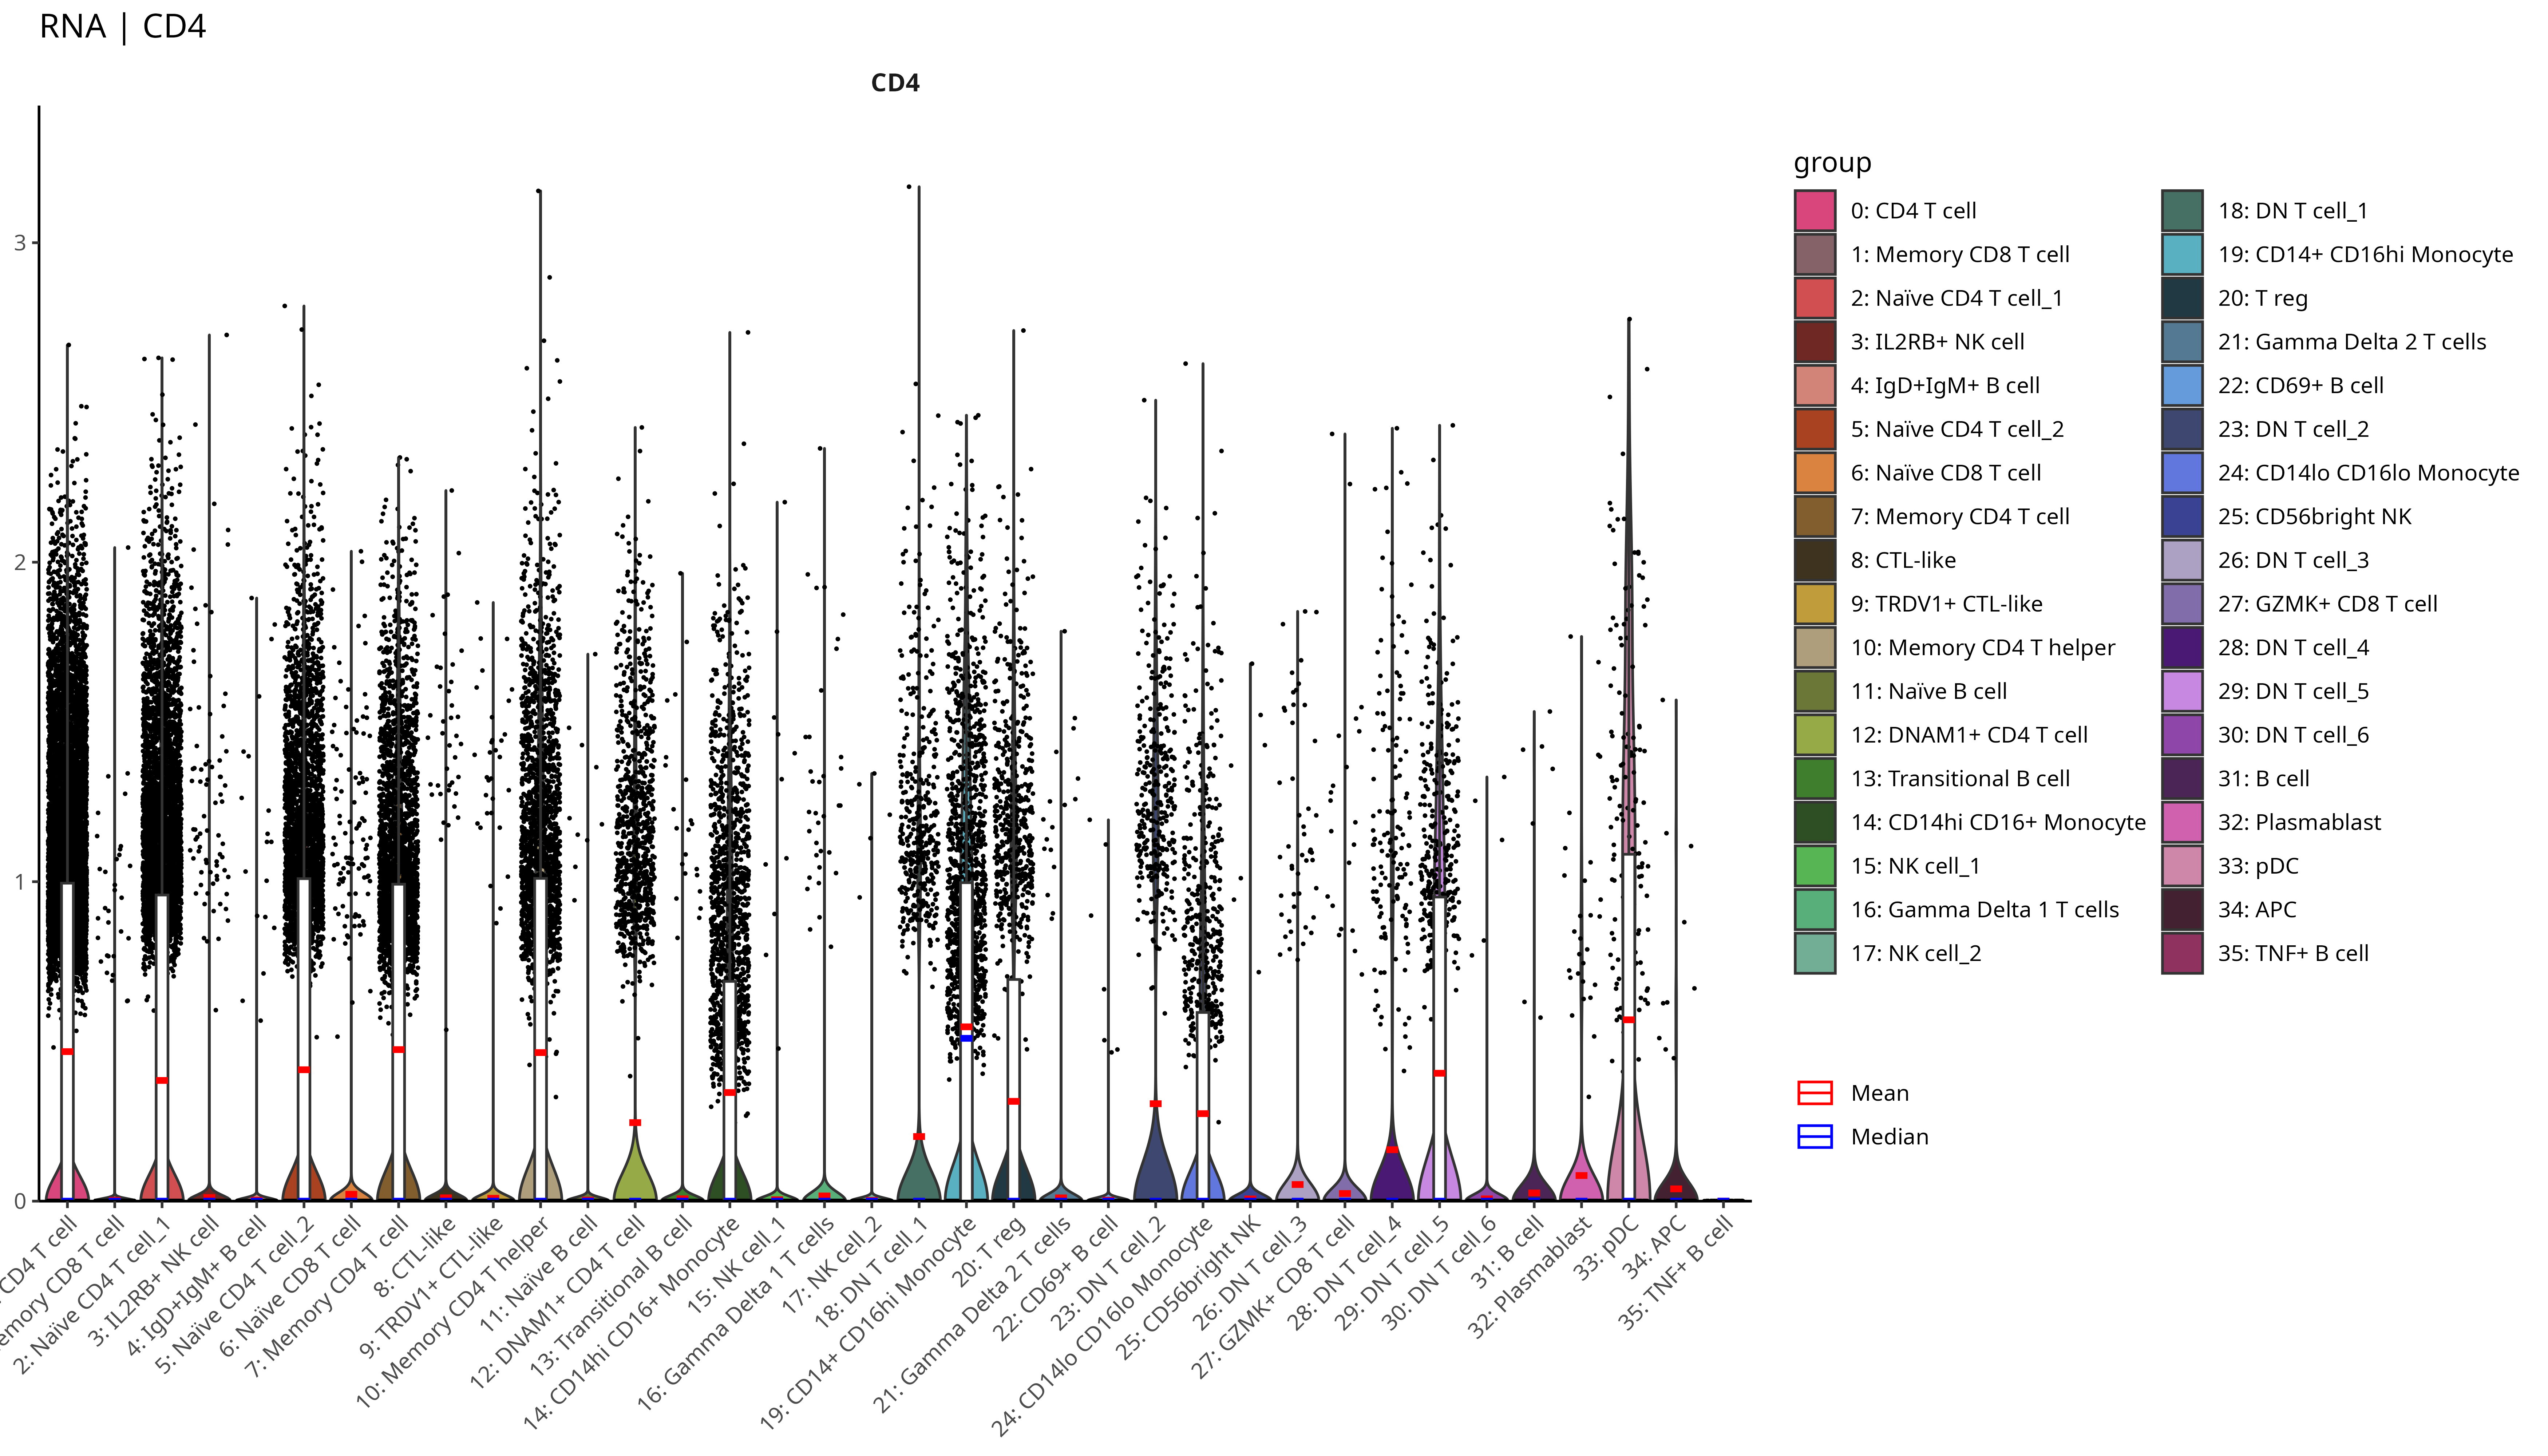 RNA | CD4
CD4
3
2
1
0
CD4 T cell
emory CD8 T cell
2: Naïve CD4 T cell_1
3: IL2RB+ NK cell
4: IgD+IgM+ B cell
5: Naïve CD4 T cell_2
6: Naïve CD8 T cell
7: Memory CD4 T cell
8: CTL-like
9: TRDV1+ CTL-like
10: Memory CD4 T helper
11: Naïve B cell
12: DNAM1+ CD4 T cell
13: Transitional B cell
14: CD14hi CD16+ Monocyte
15: NK cell_1
16: Gamma Delta 1 T cells
17: NK cell_2
18: DN T cell_1
19: CD14+ CD16hi Monocyte
20: T reg
21: Gamma Delta 2 T cells
22: CD69+ B cell
23: DN T cell_2
24: CD14lo CD16lo Monocyte
25: CD56bright NK
26: DN T cell_3
27: GZMK+ CD8 T cell
28: DN T cell_4
29: DN T cell_5
30: DN T cell_6
31: B cell
32: Plasmablast
33: pDC
34: APC
35: TNF+ B cell
group
0: CD4 T cell
1: Memory CD8 T cell
2: Naïve CD4 T cell_1
3: IL2RB+ NK cell
4: IgD+IgM+ B cell
5: Naïve CD4 T cell_2
6: Naïve CD8 T cell
7: Memory CD4 T cell
8: CTL-like
9: TRDV1+ CTL-like
10: Memory CD4 T helper
11: Naïve B cell
12: DNAM1+ CD4 T cell
13: Transitional B cell
14: CD14hi CD16+ Monocyte
15: NK cell_1
16: Gamma Delta 1 T cells
17: NK cell_2
18: DN T cell_1
19: CD14+ CD16hi Monocyte
20: T reg
21: Gamma Delta 2 T cells
22: CD69+ B cell
23: DN T cell_2
24: CD14lo CD16lo Monocyte
25: CD56bright NK
26: DN T cell_3
27: GZMK+ CD8 T cell
28: DN T cell_4
29: DN T cell_5
30: DN T cell_6
31: B cell
32: Plasmablast
33: pDC
34: APC
35: TNF+ B cell
Mean
Median